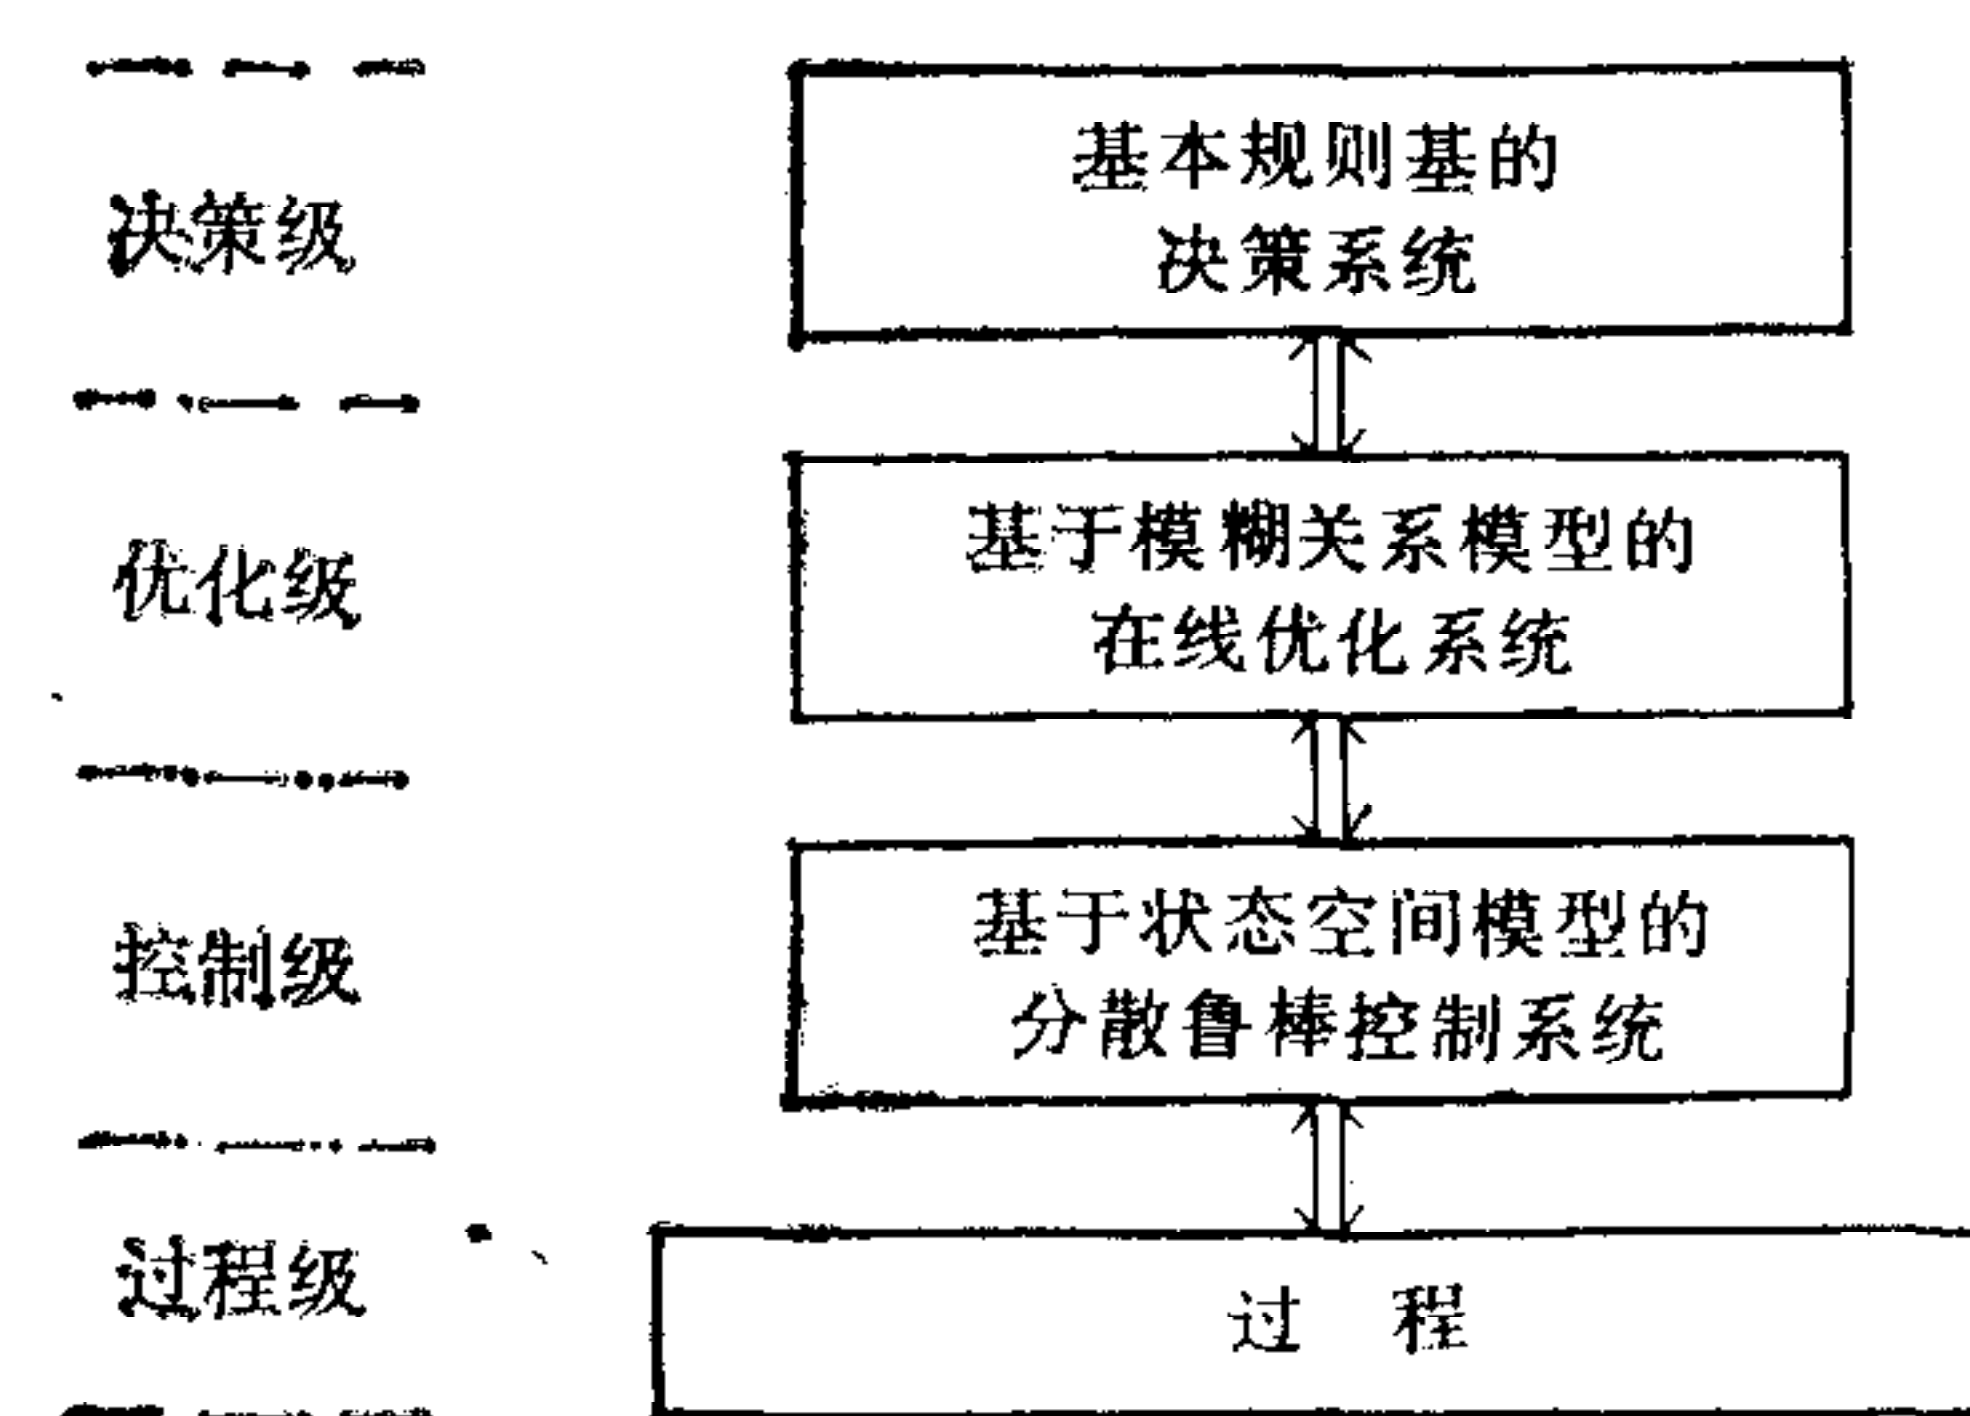 决策级
基本规则基的
决策系统
优化级
基于模糊关系模型的
在线优化系统
控制级
基于状态空间模型的
分散鲁棒控制系统
过程级
过 程